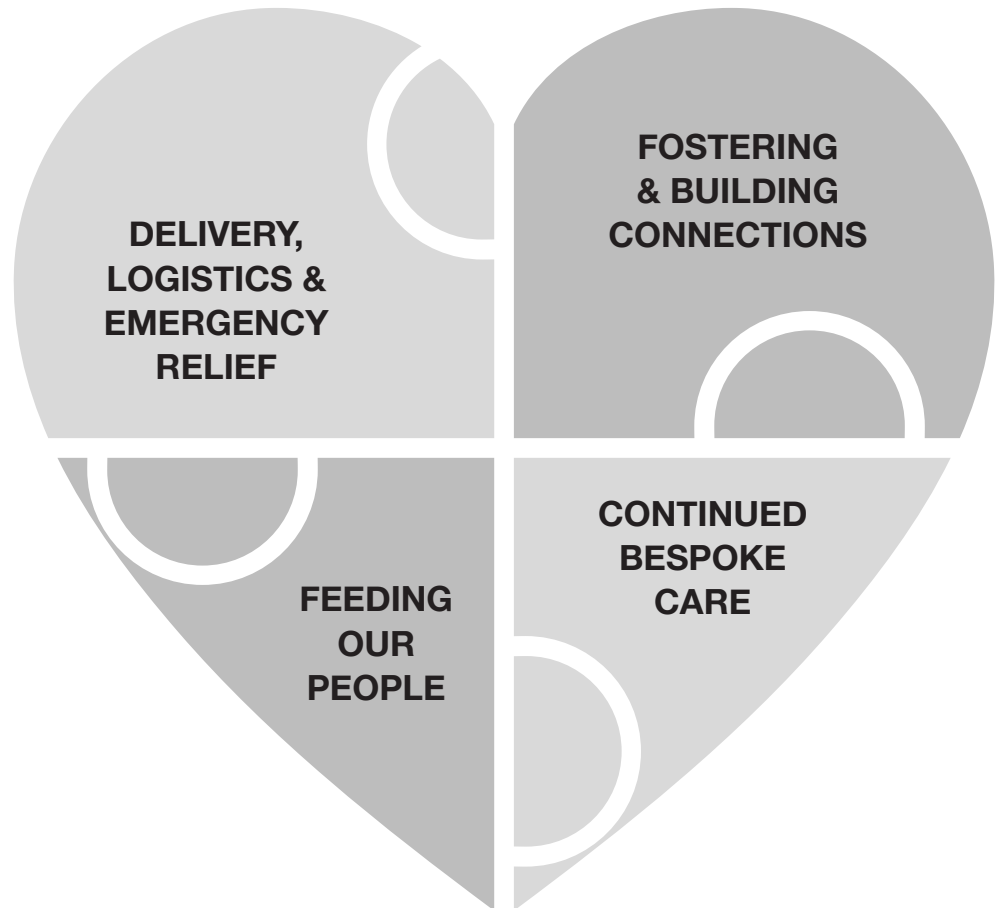 DELIVERY,
LOGISTICS &
EMERGENCY
RELIEF
FOSTERING
& BUILDING
CONNECTIONS
FEEDING
OUR
PEOPLE
CONTINUED
BESPOKE
CARE